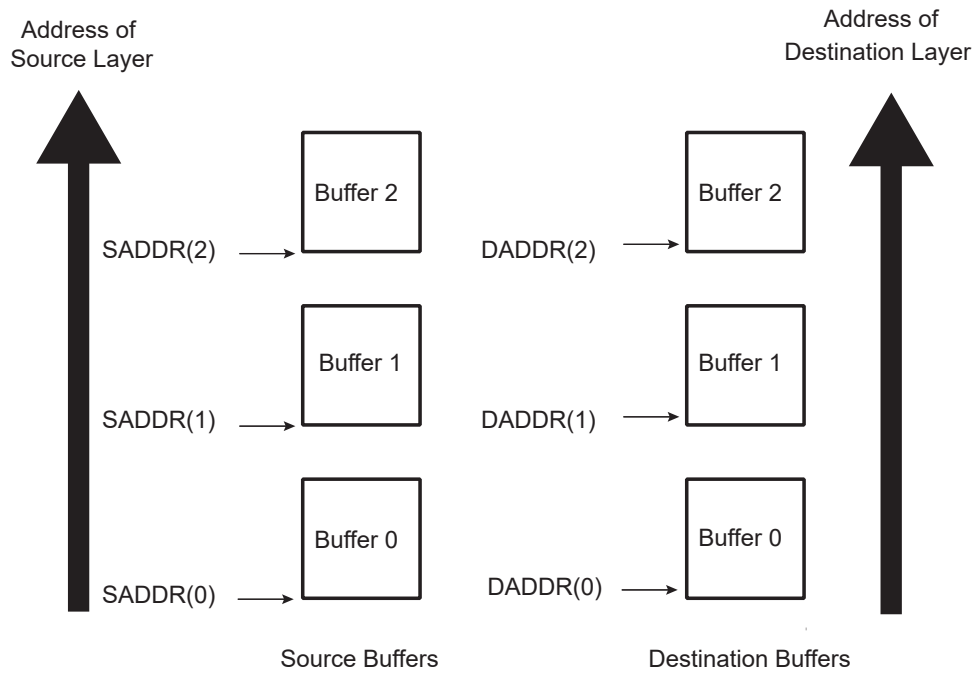 Address of
Source Layer
Address of
Destination Layer
Buffer 2
Buffer 2
SADDR(2)
DADDR(2)
Buffer 1
Buffer 1
SADDR(1)
DADDR(1)
Buffer 0
Buffer 0
SADDR(0)
DADDR(0)
Source Buffers
Destination Buffers